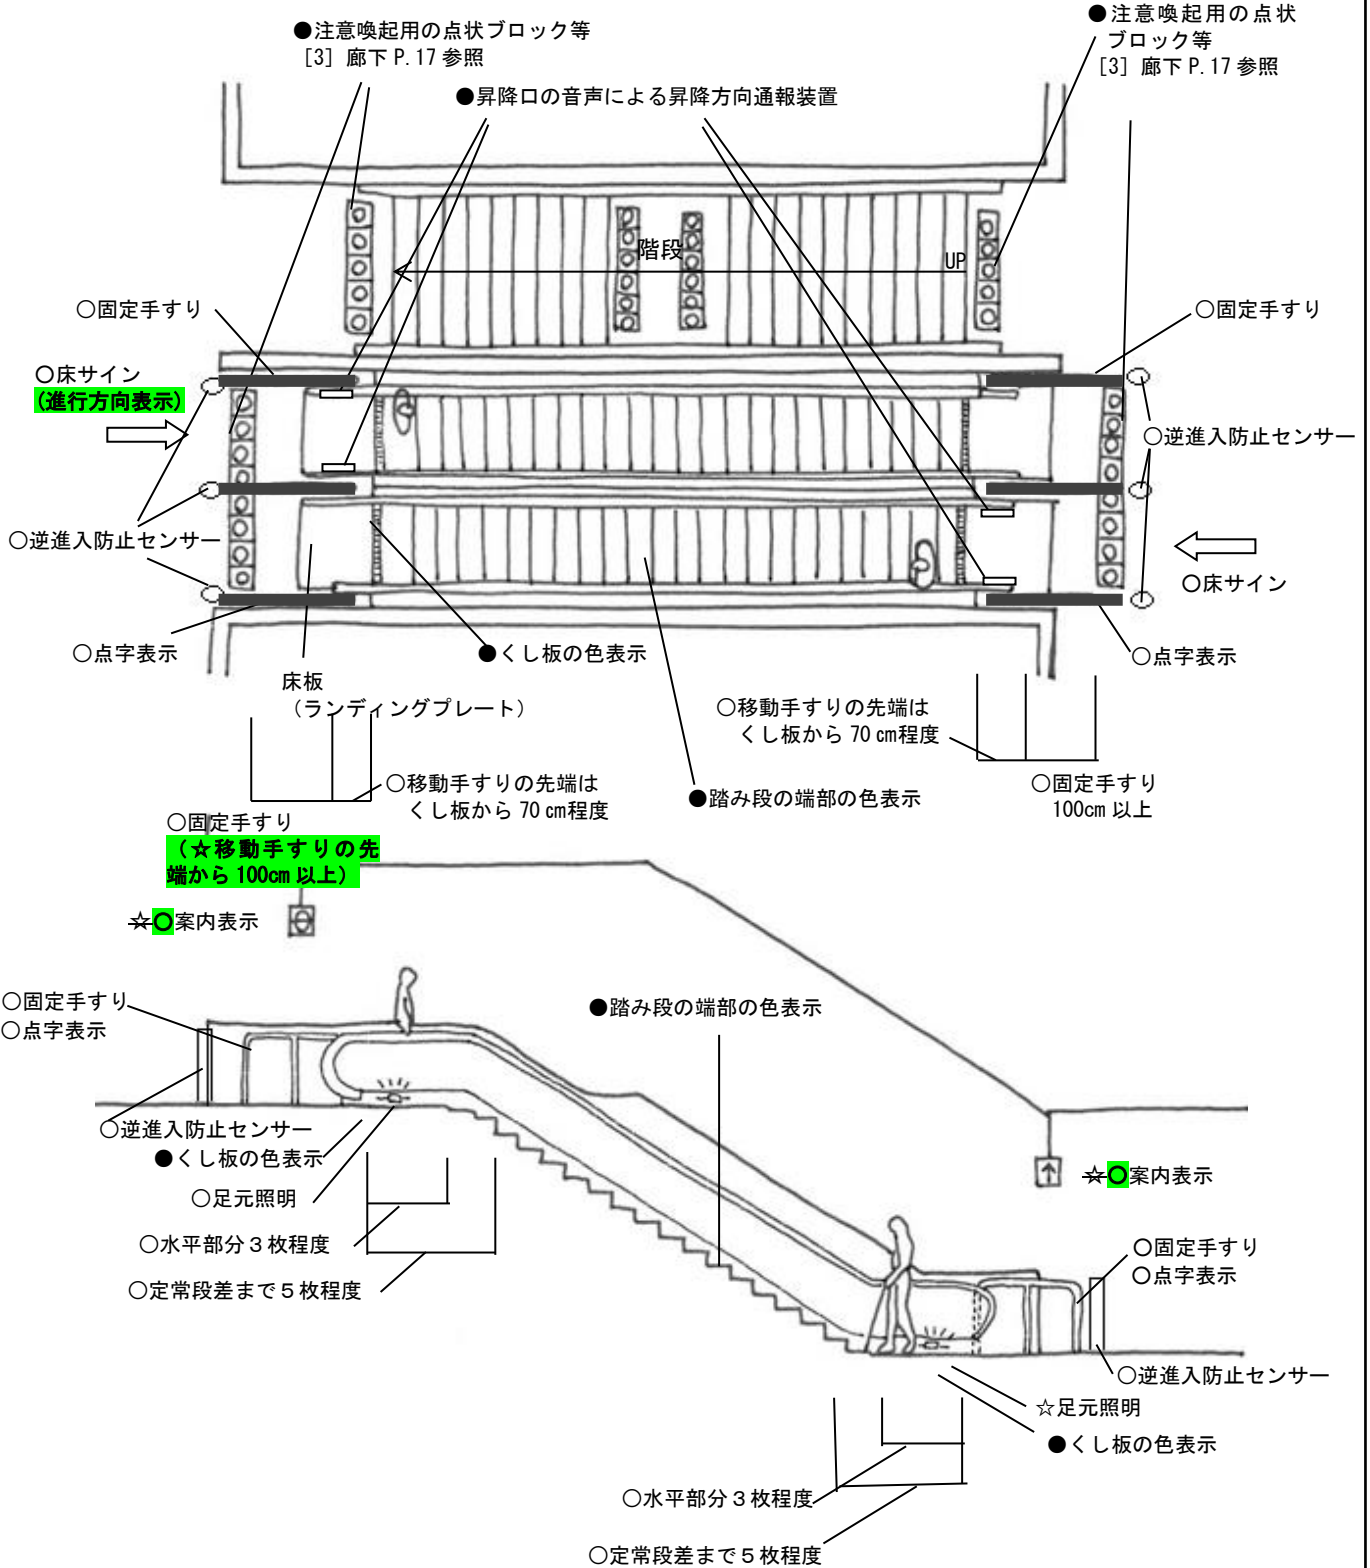 ●注意喚起用の点状ブロック等
[3] 廊下 P.17 参照
●注意喚起用の点状
ブロック等
[3] 廊下 P.17 参照
●昇降口の音声による昇降方向通報装置
階段
UP
○固定手すり
○固定手すり
○床サイン
(進行方向表示)
○逆進入防止センサー
○逆進入防止センサー
○床サイン
○点字表示
●くし板の色表示
○点字表示
床板
（ランディングプレート）
○移動手すりの先端は
くし板から 70 ㎝程度
○移動手すりの先端は
くし板から 70 ㎝程度
●踏み段の端部の色表示
○固定手すり
100cm 以上
○固定手すり
（☆移動手すりの先
端から 100㎝ 以上）
☆○案内表示
○固定手すり
○点字表示
●踏み段の端部の色表示
○逆進入防止センサー
●くし板の色表示
○足元照明
☆○案内表示
○水平部分３枚程度
○定常段差まで５枚程度
○固定手すり
○点字表示
○逆進入防止センサー
☆足元照明
●くし板の色表示
○水平部分３枚程度
○定常段差まで５枚程度